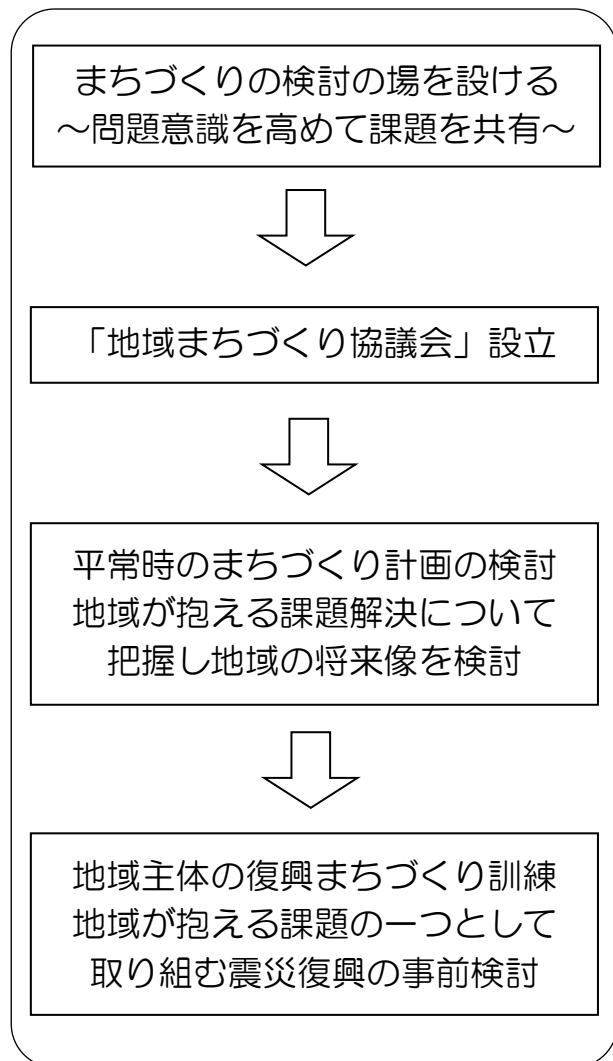 まちづくりの検討の場を設ける
～問題意識を高めて課題を共有～
「地域まちづくり協議会」設立
平常時のまちづくり計画の検討
地域が抱える課題解決について
把握し地域の将来像を検討
地域主体の復興まちづくり訓練
地域が抱える課題の一つとして
取り組む震災復興の事前検討